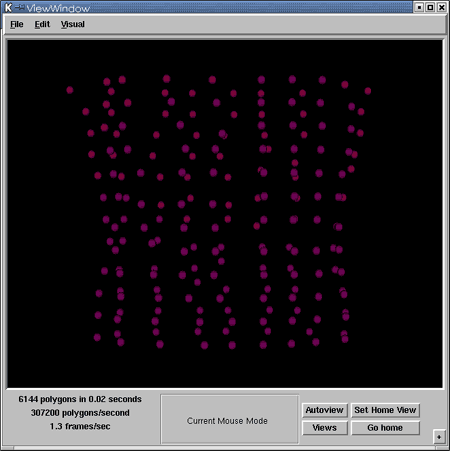 ViewWindow
File Edit Visual
6144 polygons in 0.02 seconds
307200 polygons/second
1.3 frames/sec
Current Mouse Mode
Autoview Set Home View
Views Go home
+